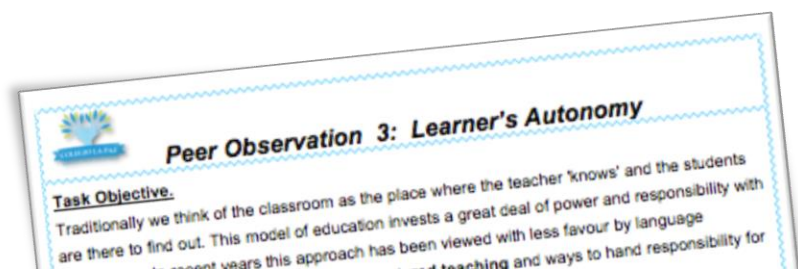 Peer Observation 3: Learner's Autonomy
Task Objective.
Traditionally we think of the classroom as the place where the teacher 'knows' and the students
are there to find out. This model of education invests a great deal of power and responsibility with
recent years this approach has been viewed with less favour by language
teaching and ways to hand responsibility for